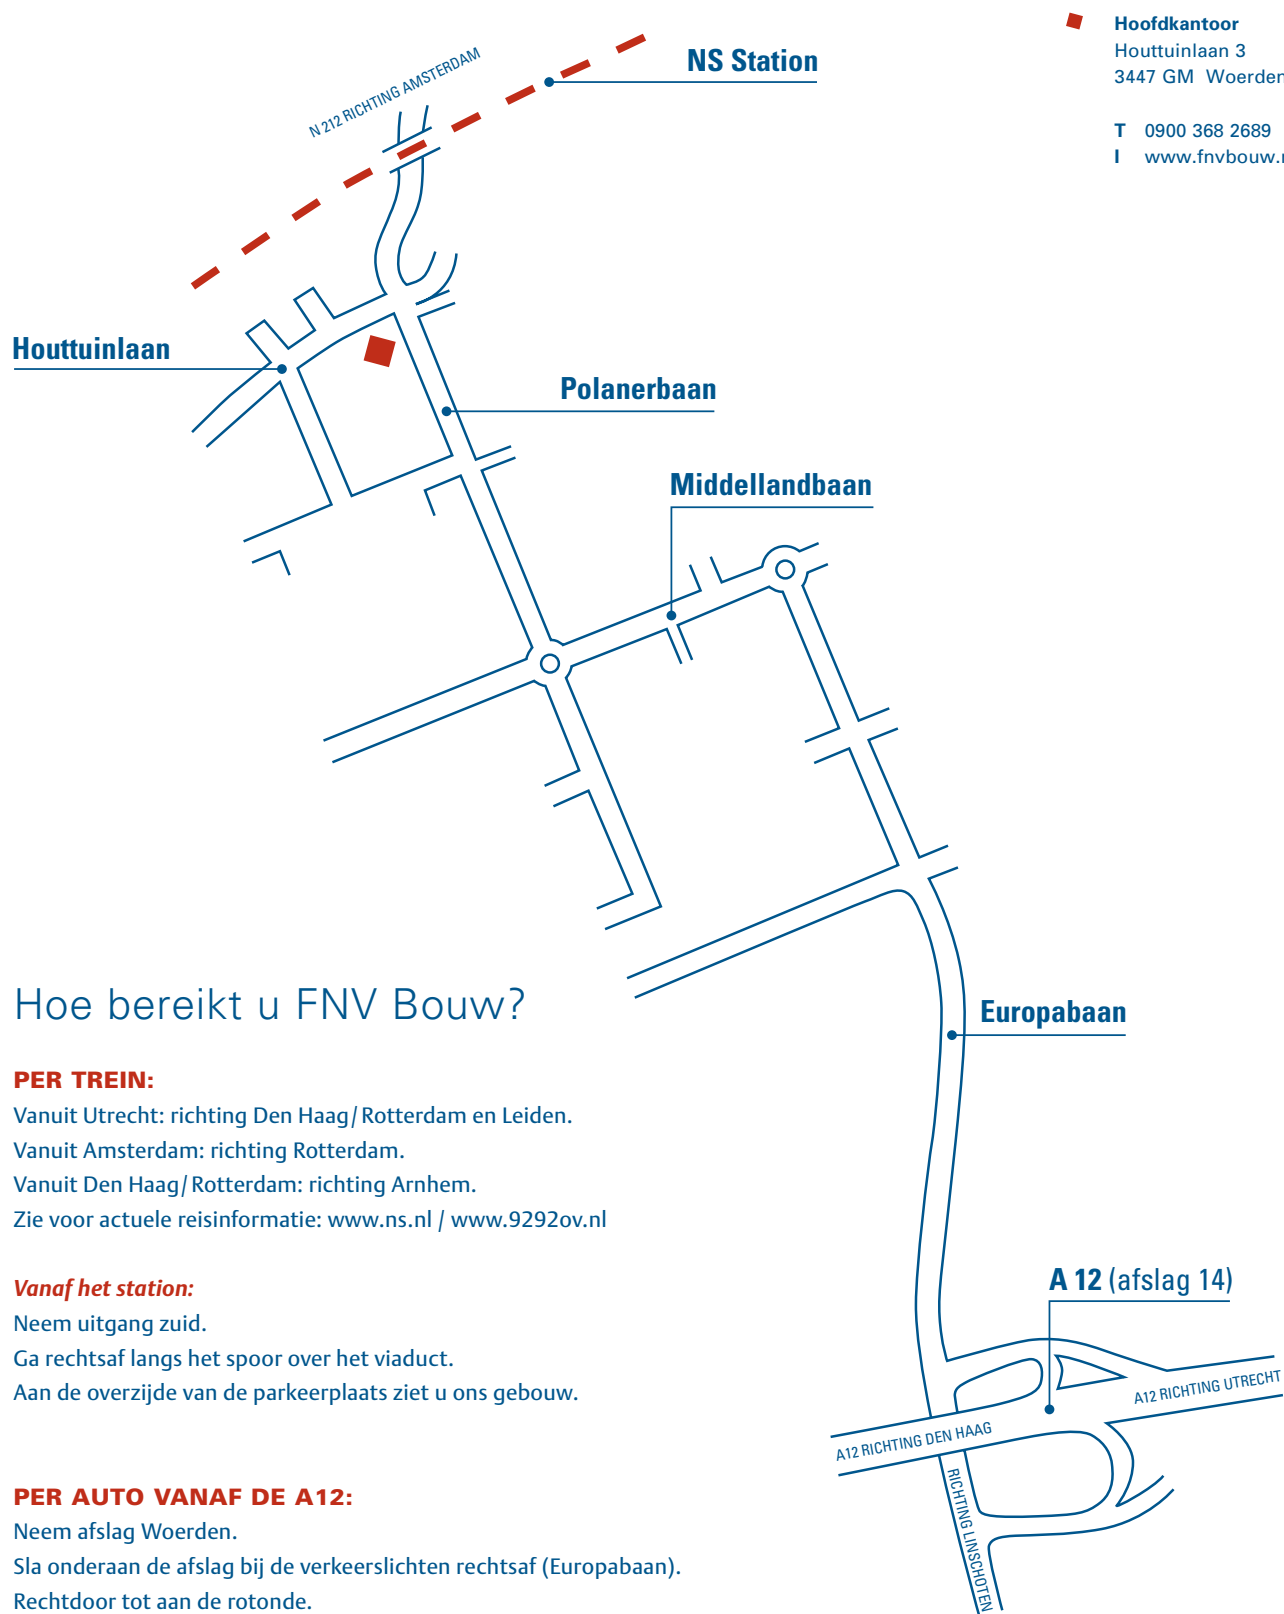 Hoofdkantoor
Houttuinlaan 3
3447 GM Woerden
T 0900 368 2689
I www.fnvbouw.n
NS Station
N 212 RICHTING AMSTERDAM
Houttuinlaan
Polanerbaan
Middellandbaan
Europabaan
A 12 (afslag 14)
A12 RICHTING UTRECHT
A12 RICHTING DEN HAAG
RICHTING LINSCHOTEN
Hoe bereikt u FNV Bouw?
PER TREIN:
Vanuit Utrecht: richting Den Haag/Rotterdam en Leiden.
Vanuit Amsterdam: richting Rotterdam.
Vanuit Den Haag/Rotterdam: richting Arnhem.
Zie voor actuele reisinformatie: www.ns.nl / www.9292ov.nl
Vanaf het station:
Neem uitgang zuid.
Ga rechtsaf langs het spoor over het viaduct.
Aan de overzijde van de parkeerplaats ziet u ons gebouw.
PER AUTO VANAF DE A12:
Neem afslag Woerden.
Sla onderaan de afslag bij de verkeerslichten rechtsaf (Europabaan).
Rechtdoor tot aan de rotonde.